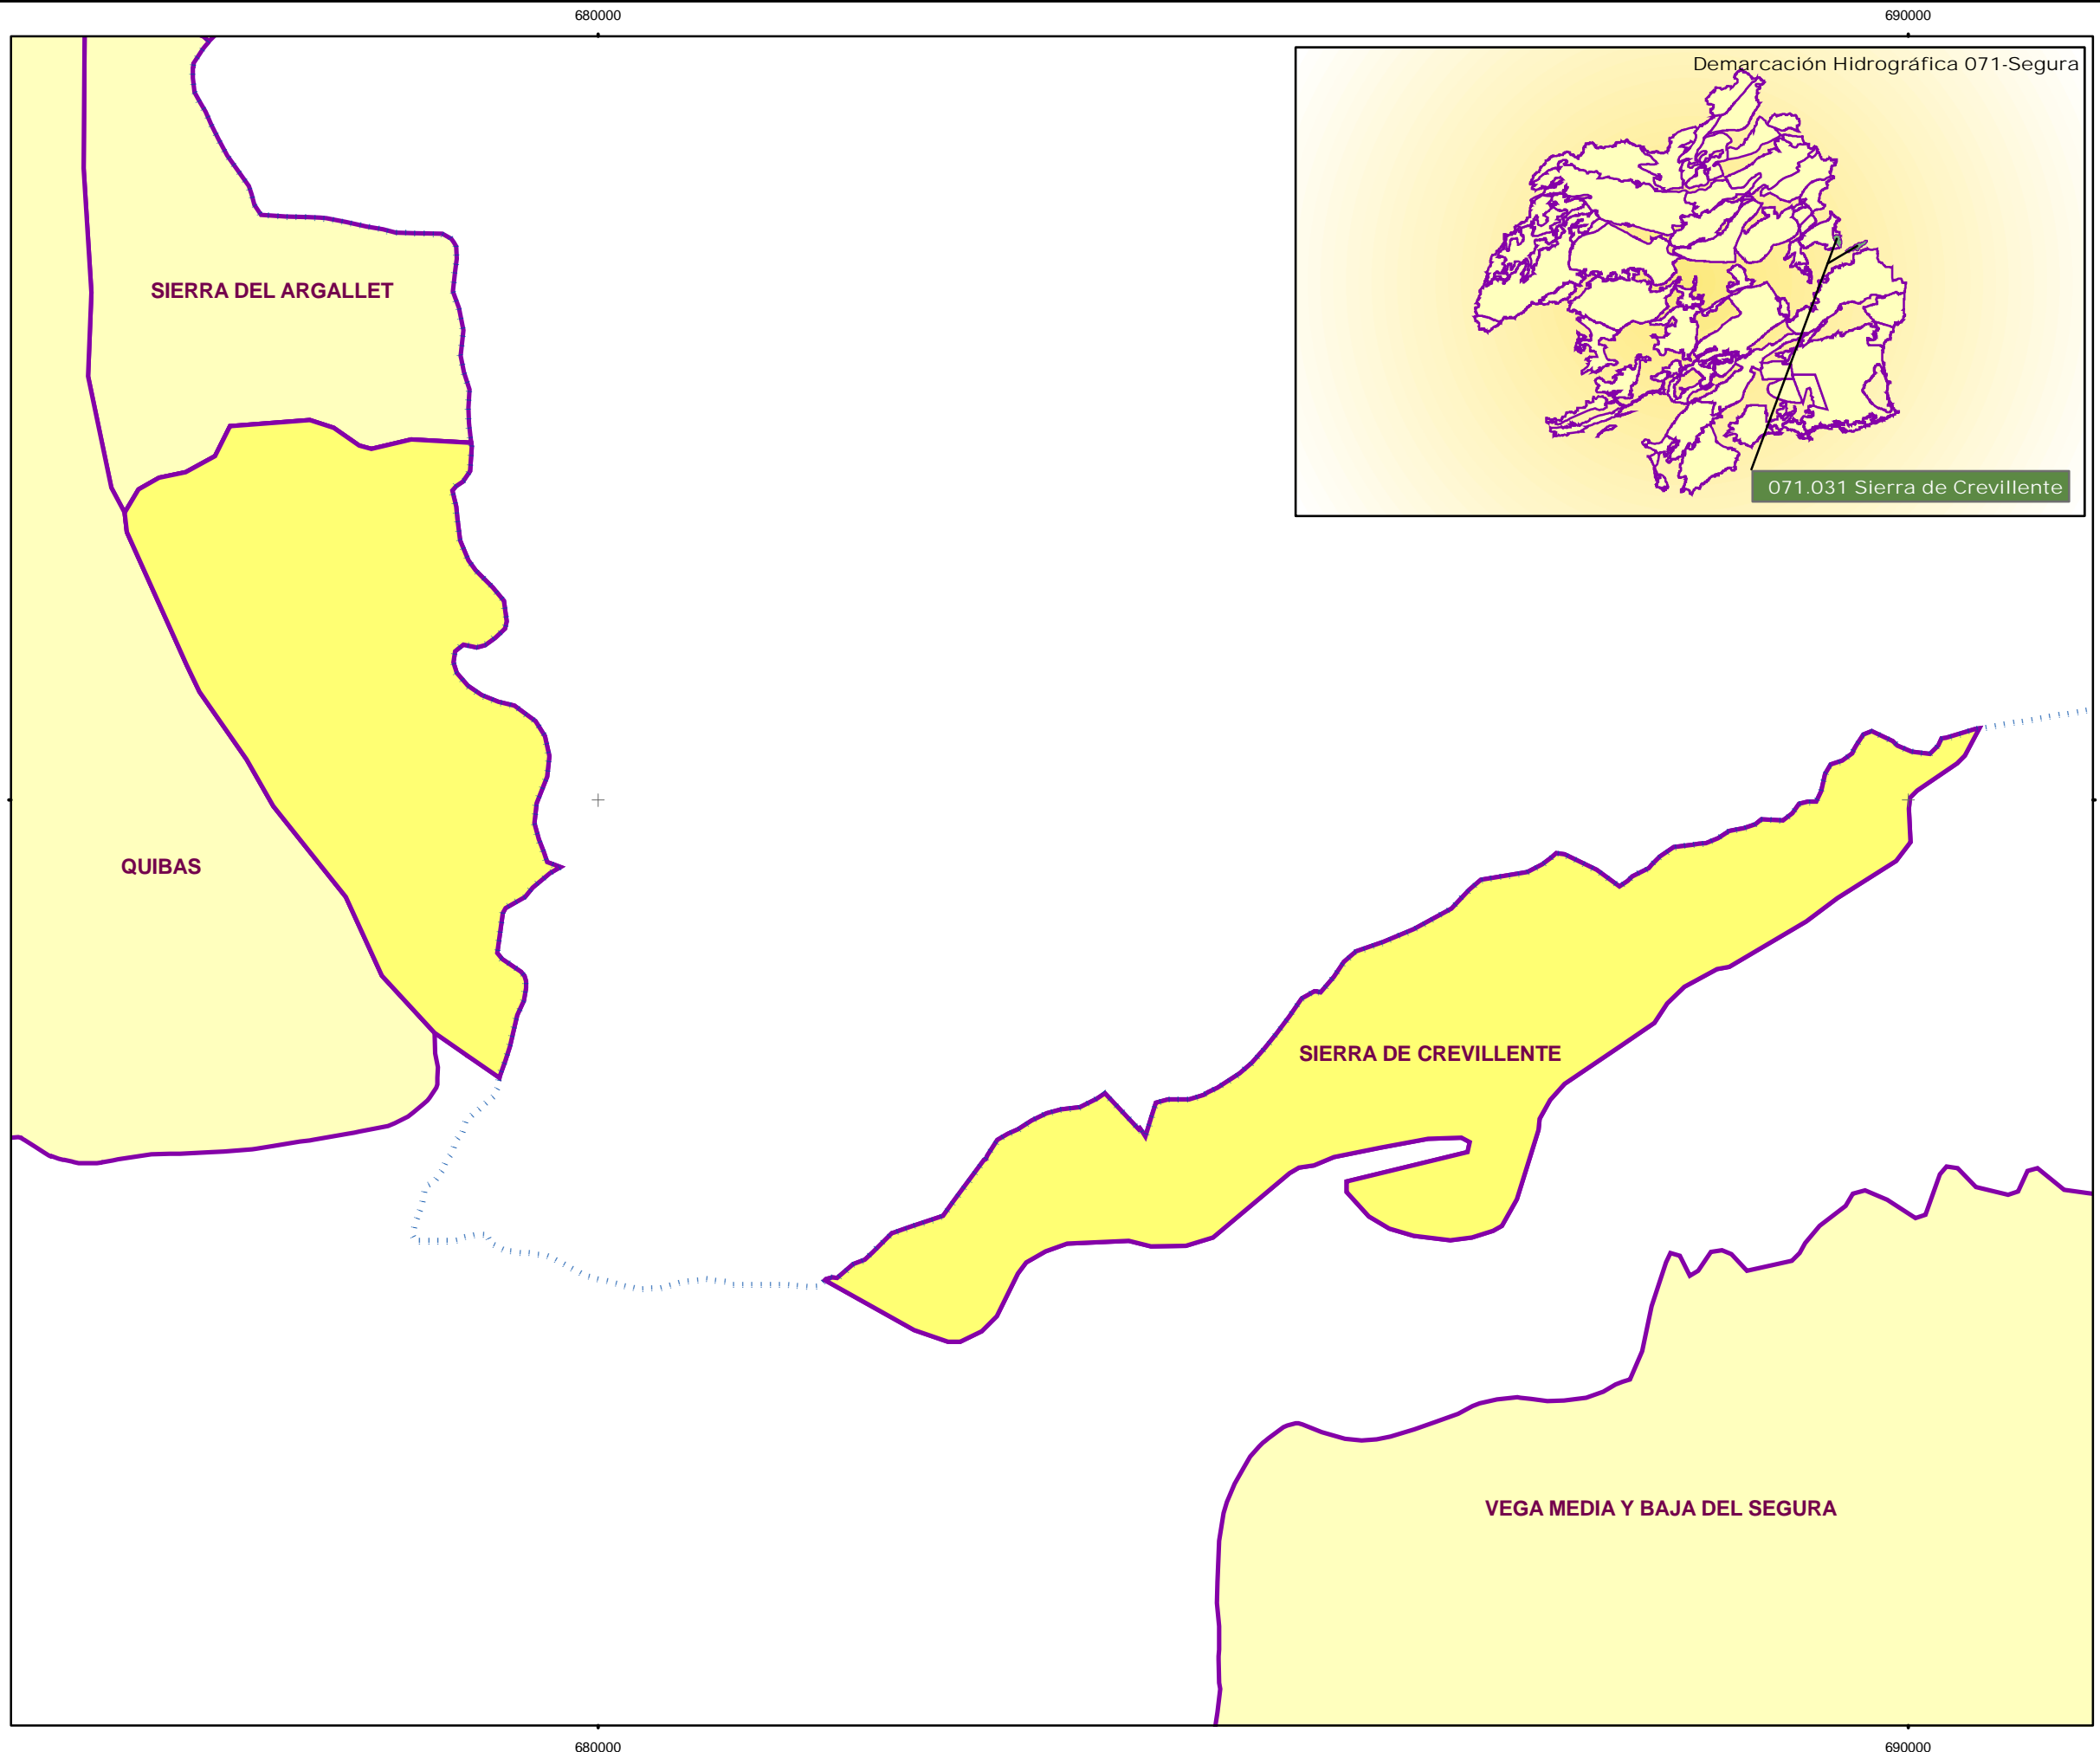 680000
690000
Demarcación Hidrográfica 071-Segura
SIERRA DEL ARGALLET
071.031 Sierra de Crevillente
QUIBAS
SIERRA DE CREVILLENTE
VEGA MEDIA Y BAJA DEL SEGURA
680000
690000